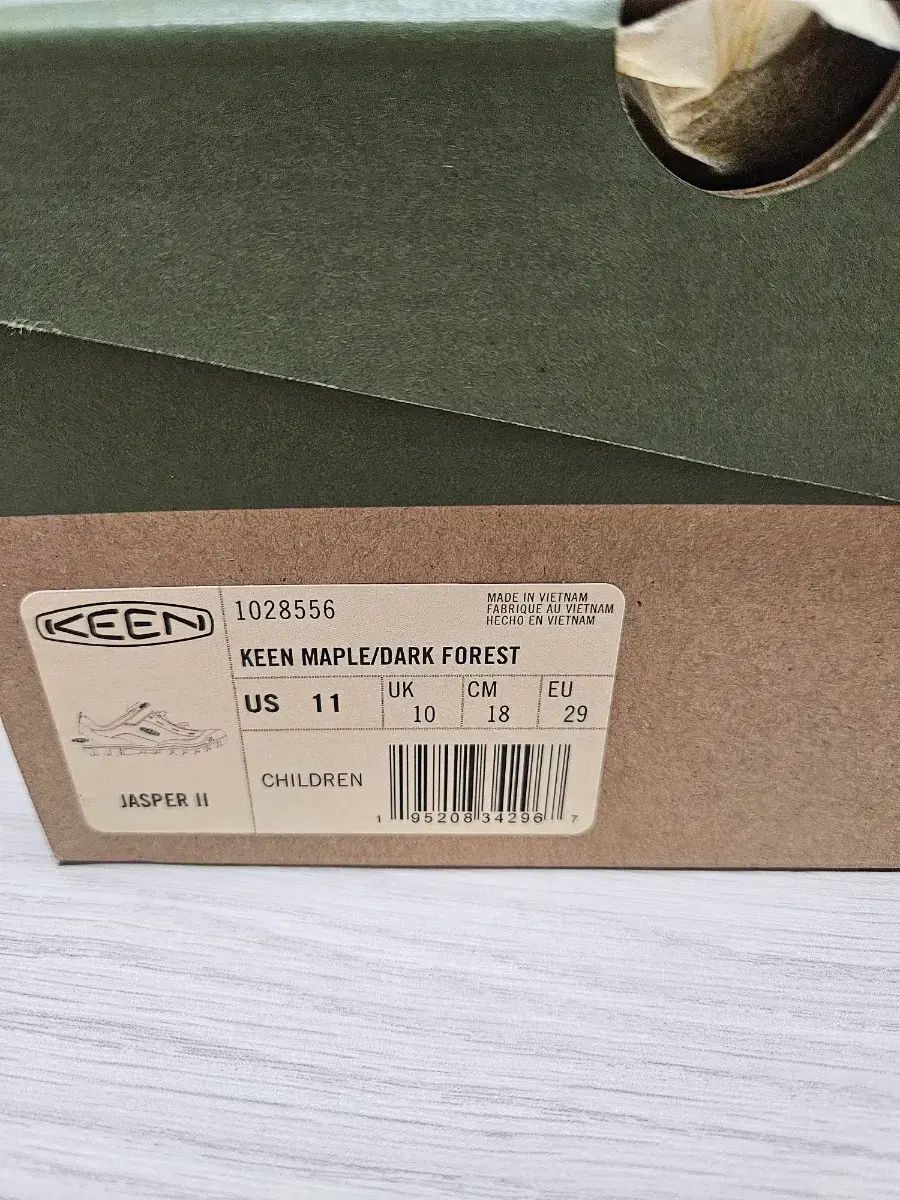 KEEN
1028556
MADE IN VIETNAM
FABRIQUE AU VIETNAM
HECHO EN VIETNAM
KEEN MAPLE/DARK FOREST
US 11
UK 10
CM 18
EU 29
JASPER II
CHILDREN
1 95208 34296 7